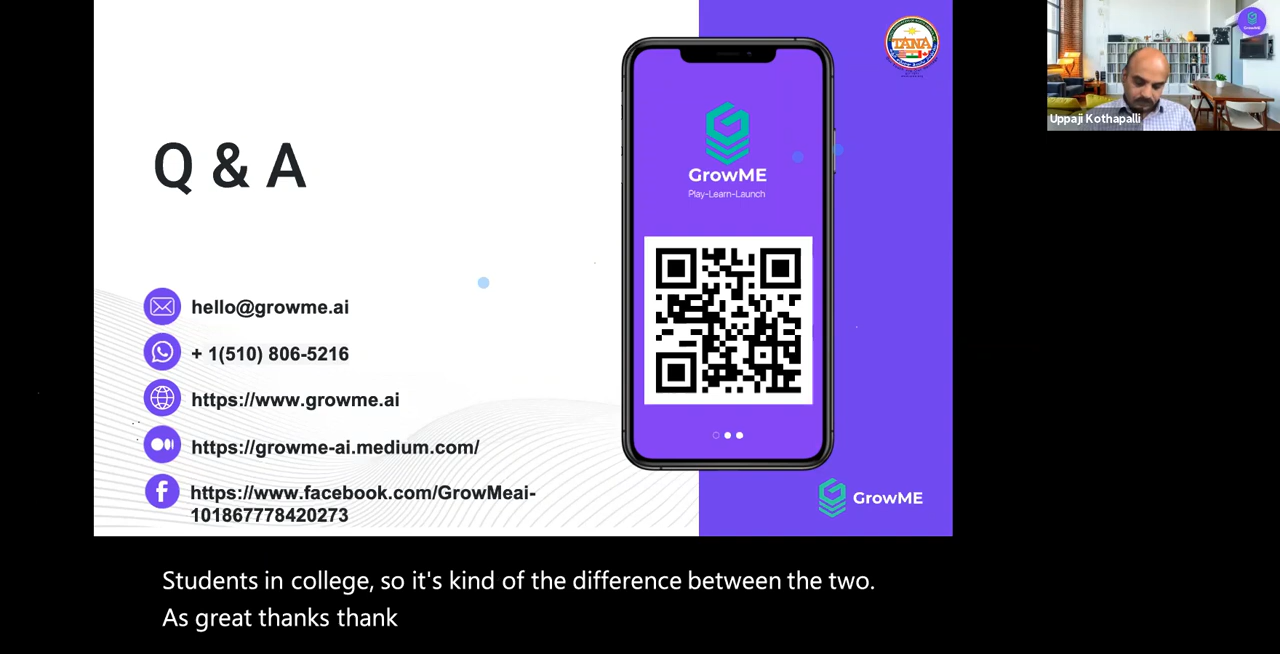 Q & A
hello@growme.ai
+ 1(510) 806-5216
https://www.growme.ai
https://growme-ai.medium.com/
https://www.facebook.com/GrowMeai-
101867778420273
GrowME
Play-Learn-Launch
TANA
GrowME
Uppaji Kothapalli
Students in college, so it's kind of the difference between the two.
As great thanks thank